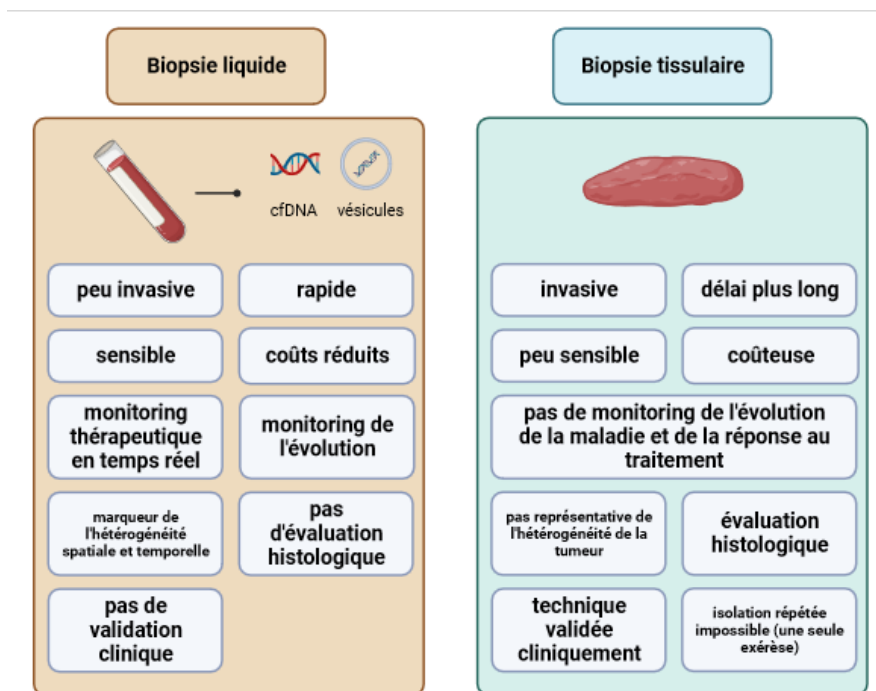 Biopsie liquide
cfDNA
vésicules
peu invasive
rapide
sensible
coûts réduits
monitoring
thérapeutique
en temps réel
monitoring de
l'évolution
marqueur de
l'hétérogénéité
spatiale et temporelle
pas
d'évaluation
histologique
pas de
validation
clinique
Biopsie tissulaire
invasive
délai plus long
peu sensible
coûteuse
pas de monitoring de l'évolution
de la maladie et de la réponse au
traitement
pas représentative de
l'hétérogénéité de la
tumeur
évaluation
histologique
technique
validée
cliniquement
isolation répétée
impossible (une seule
exérèse)